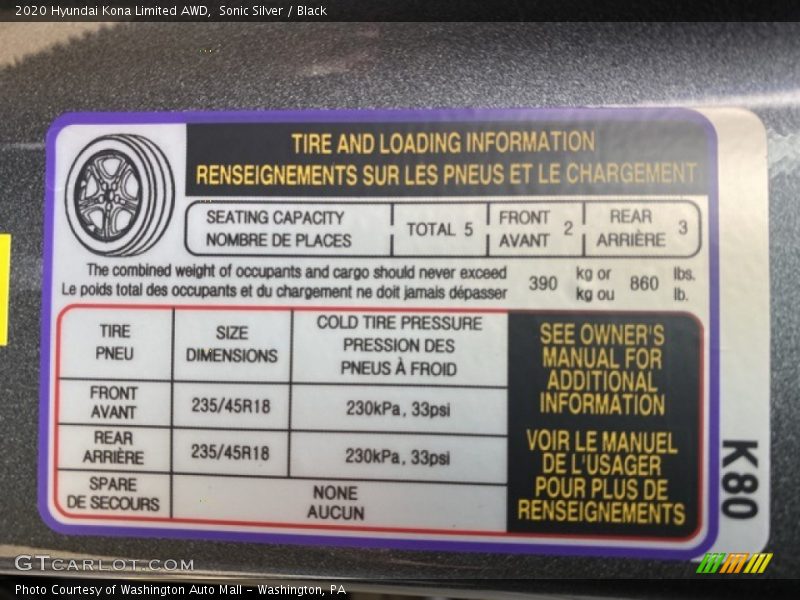 2020 Hyundai Kona Limited AWD,  Sonic Silver / Black
TIRE AND LOADING INFORMATION
RENSEIGNEMENTS SUR LES PNEUS ET LE CHARGEMENT
SEATING CAPACITY
NOMBRE DE PLACES
TOTAL 5
FRONT
AVANT
2
REAR
ARRIÈRE
3
The combined weight of occupants and cargo should never exceed
Le poids total des occupants et du chargement ne doit jamais dépasser
390
kg or
kg ou
860
lbs.
lb.
TIRE
PNEU
SIZE
DIMENSIONS
COLD TIRE PRESSURE
PRESSION DES
PNEUS À FROID
FRONT
AVANT
235/45R18
230kPa, 33psi
REAR
ARRIÈRE
235/45R18
230kPa, 33psi
SPARE
DE SECOURS
NONE
AUCUN
SEE OWNER'S
MANUAL FOR
ADDITIONAL
INFORMATION
VOIR LE MANUEL
DE L'USAGER
POUR PLUS DE
RENSEIGNEMENTS
K80
GTCARLOT.COM
Photo Courtesy of Washington Auto Mall - Washington, PA